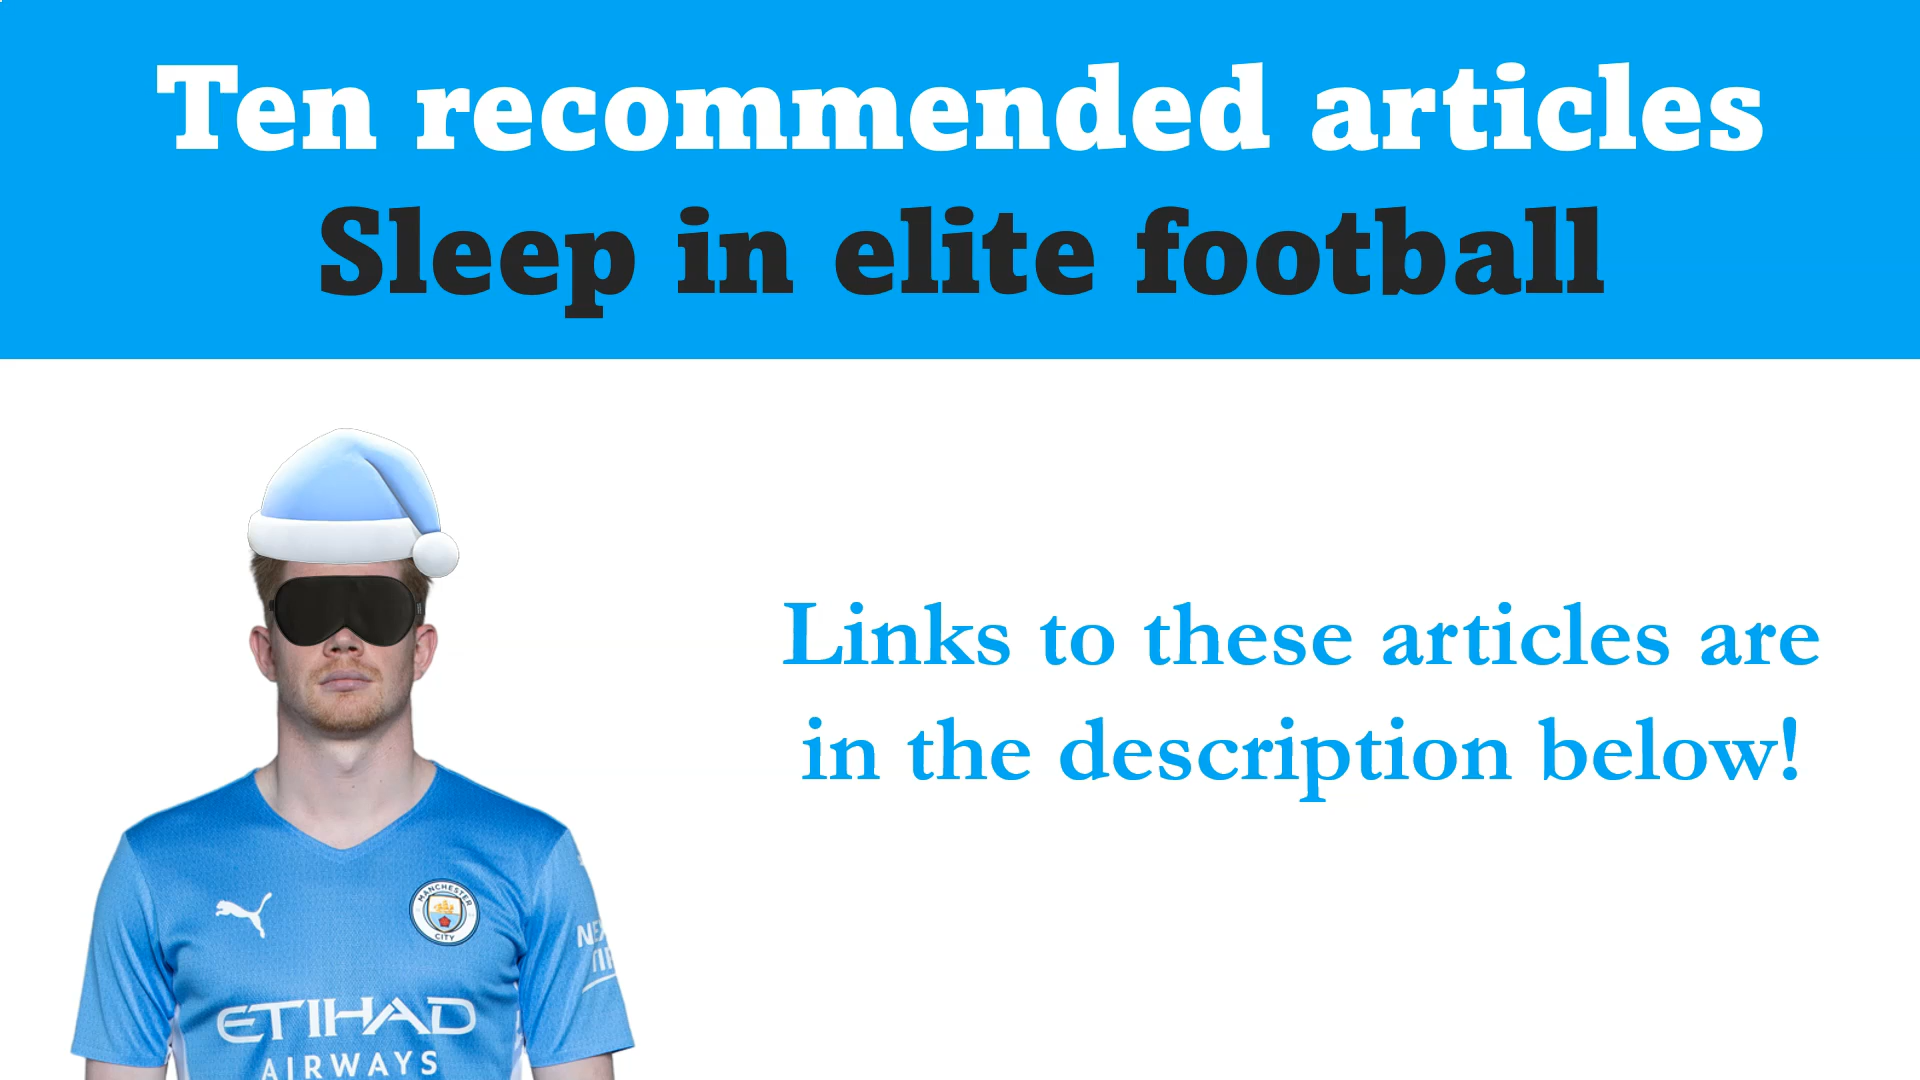 Ten recommended articles
Sleep in elite football
Links to these articles are
in the description below!
MANCHESTER
CITY
ETIHAD
AIRWAYS